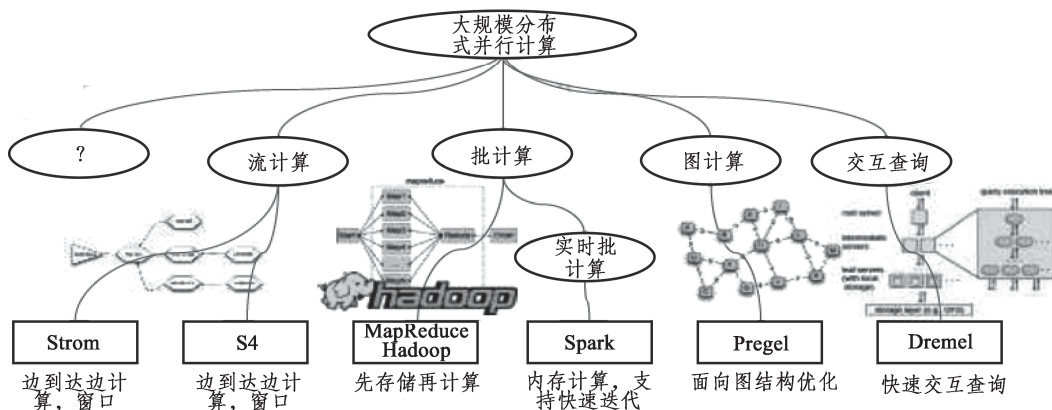 大规模分布
式并行计算
?
流计算
批计算
图计算
交互查询
mapreduce
实时批
计算
hadoop
Strom
S4
MapReduce
Hadoop
Spark
Pregel
Dremel
边到达边计
算，窗口
边到达边计
算，窗口
先存储再计算
内存计算，支
持快速迭代
面向图结构优化
快速交互查询